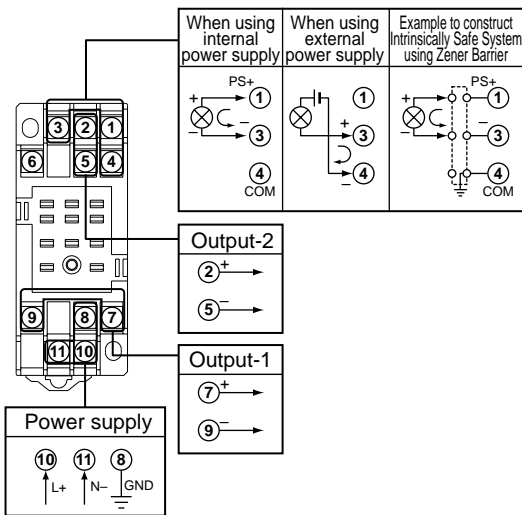 When using
internal
power supply
When using
external
power supply
Example to construct
Intrinsically Safe System
using Zener Barrier
+ PS+ 1
− − 3
4
COM
1
+ 3
− 4
+ PS+ 1
− − 3
4
COM
3 2 1
6 5 4
9 8 7
11 10
Output-2
2 +
5 −
Output-1
7 +
9 −
Power supply
10 11 8
L+ N− GND